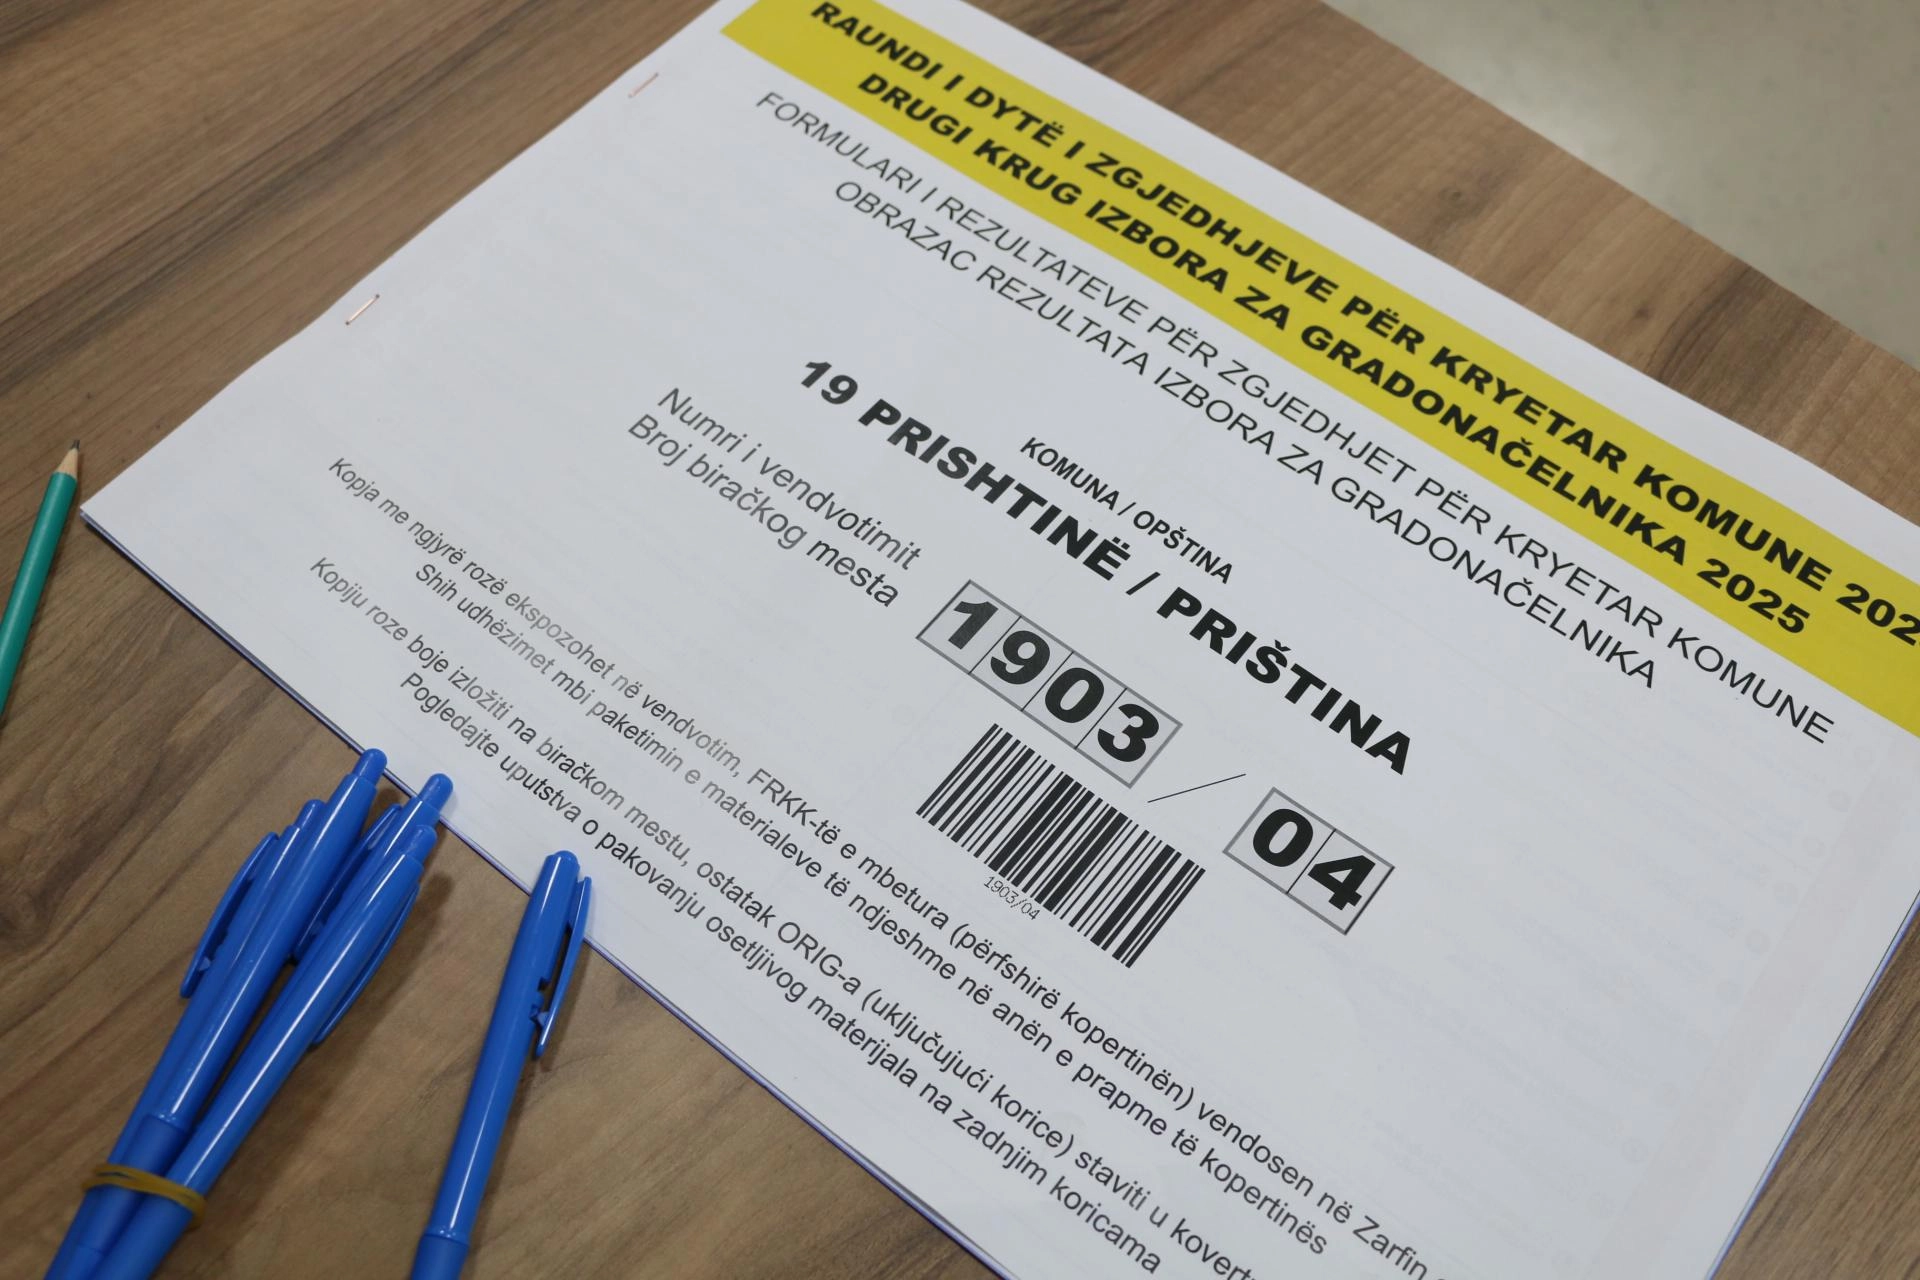 RAUNDI I DYTË I ZGJEDHJEVE PËR KRYETAR KOMUNE 202
DRUGI KRUG IZBORA ZA GRADONAČELNIKA 2025
FORMULARI I REZULTATEVE PËR ZGJEDHJET PËR KRYETAR KOMUNE
OBRAZAC REZULTATA IZBORA ZA GRADONAČELNIKA
KOMUNA / OPŠTINA
19 PRISHTINË / PRIŠTINA
Numri i vendvotimit
Broj biračkog mesta
1903 / 04
1903/04
Kopja me ngjyrë rozë ekspozohet në vendvotim, FRKK-të e mbetura (përfshirë kopertinën) vendosen në Zarfin
Shih udhëzimet mbi paketimin e materialeve të ndjeshme në anën e prapme të kopertinës
Kopiju roze boje izložiti na biračkom mestu, ostatak ORIG-a (uključujući korice) staviti u kovert
Pogledajte uputstva o pakovanju osetljivog materijala na zadnjim koricama